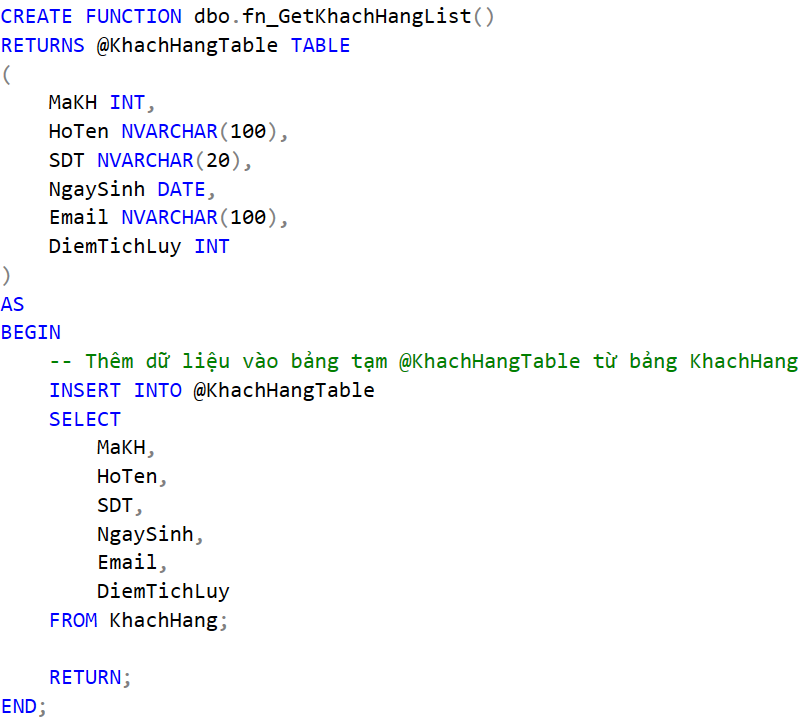 CREATE FUNCTION dbo.fn_GetKhachHangList()
RETURNS @KhachHangTable TABLE
(
    MaKH INT,
    HoTen NVARCHAR(100),
    SDT NVARCHAR(20),
    NgaySinh DATE,
    Email NVARCHAR(100),
    DiemTichLuy INT
)
AS
BEGIN
    -- Thêm dữ liệu vào bảng tạm @KhachHangTable từ bảng KhachHang
    INSERT INTO @KhachHangTable
    SELECT
        MaKH,
        HoTen,
        SDT,
        NgaySinh,
        Email,
        DiemTichLuy
    FROM KhachHang;

    RETURN;
END;